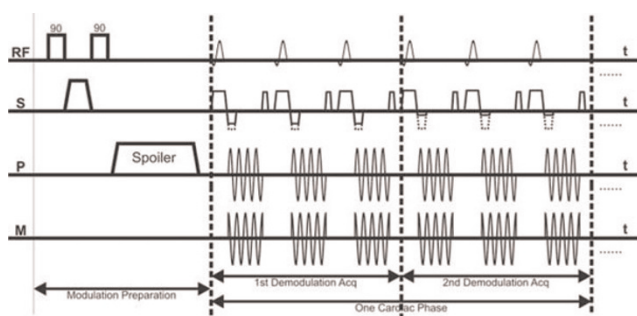 90 90
RF t
......
S t
......
P Spoiler t
......
M t
......
1st Demodulation Acq 2nd Demodulation Acq
Modulation Preparation
One Cardiac Phase